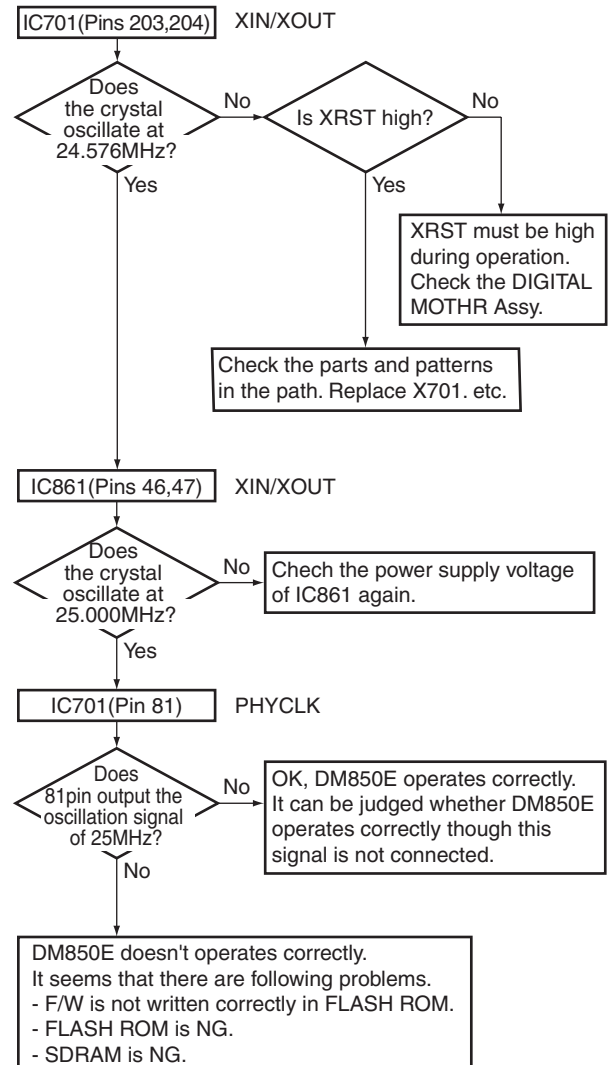 IC701(Pins 203,204)
XIN/XOUT
Does
the crystal
oscillate at
24.576MHz?
No
Is XRST high?
No
Yes
Yes
XRST must be high
during operation.
Check the DIGITAL
MOTHR Assy.
Check the parts and patterns
in the path. Replace X701. etc.
IC861(Pins 46,47)
XIN/XOUT
Does
the crystal
oscillate at
25.000MHz?
No
Chech the power supply voltage
of IC861 again.
Yes
IC701(Pin 81)
PHYCLK
Does
81pin output the
oscillation signal
of 25MHz?
No
OK, DM850E operates correctly.
It can be judged whether DM850E
operates correctly though this
signal is not connected.
No
DM850E doesn't operates correctly.
It seems that there are following problems.
- F/W is not written correctly in FLASH ROM.
- FLASH ROM is NG.
- SDRAM is NG.